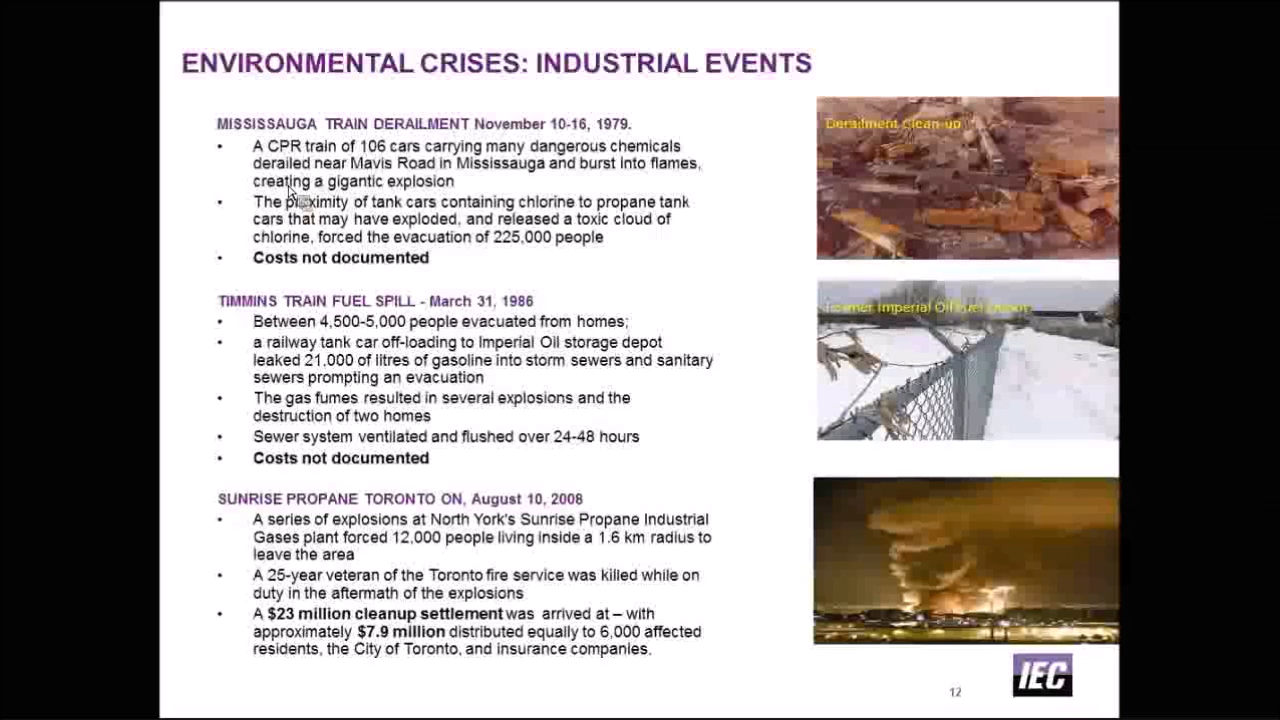 ENVIRONMENTAL CRISES: INDUSTRIAL EVENTS
MISSISSAUGA TRAIN DERAILMENT November 10-16, 1979.
• A CPR train of 106 cars carrying many dangerous chemicals
derailed near Mavis Road in Mississauga and burst into flames,
creating a gigantic explosion
• The proximity of tank cars containing chlorine to propane tank
cars that may have exploded, and released a toxic cloud of
chlorine, forced the evacuation of 225,000 people
• Costs not documented
Derailment clean-up
TIMMINS TRAIN FUEL SPILL - March 31, 1986
• Between 4,500-5,000 people evacuated from homes;
• a railway tank car off-loading to Imperial Oil storage depot
leaked 21,000 of litres of gasoline into storm sewers and sanitary
sewers prompting an evacuation
• The gas fumes resulted in several explosions and the
destruction of two homes
• Sewer system ventilated and flushed over 24-48 hours
• Costs not documented
Former Imperial Oil Fuel Depot
SUNRISE PROPANE TORONTO ON, August 10, 2008
• A series of explosions at North York's Sunrise Propane Industrial
Gases plant forced 12,000 people living inside a 1.6 km radius to
leave the area
• A 25-year veteran of the Toronto fire service was killed while on
duty in the aftermath of the explosions
• A $23 million cleanup settlement was arrived at – with
approximately $7.9 million distributed equally to 6,000 affected
residents, the City of Toronto, and insurance companies.
12
IEC